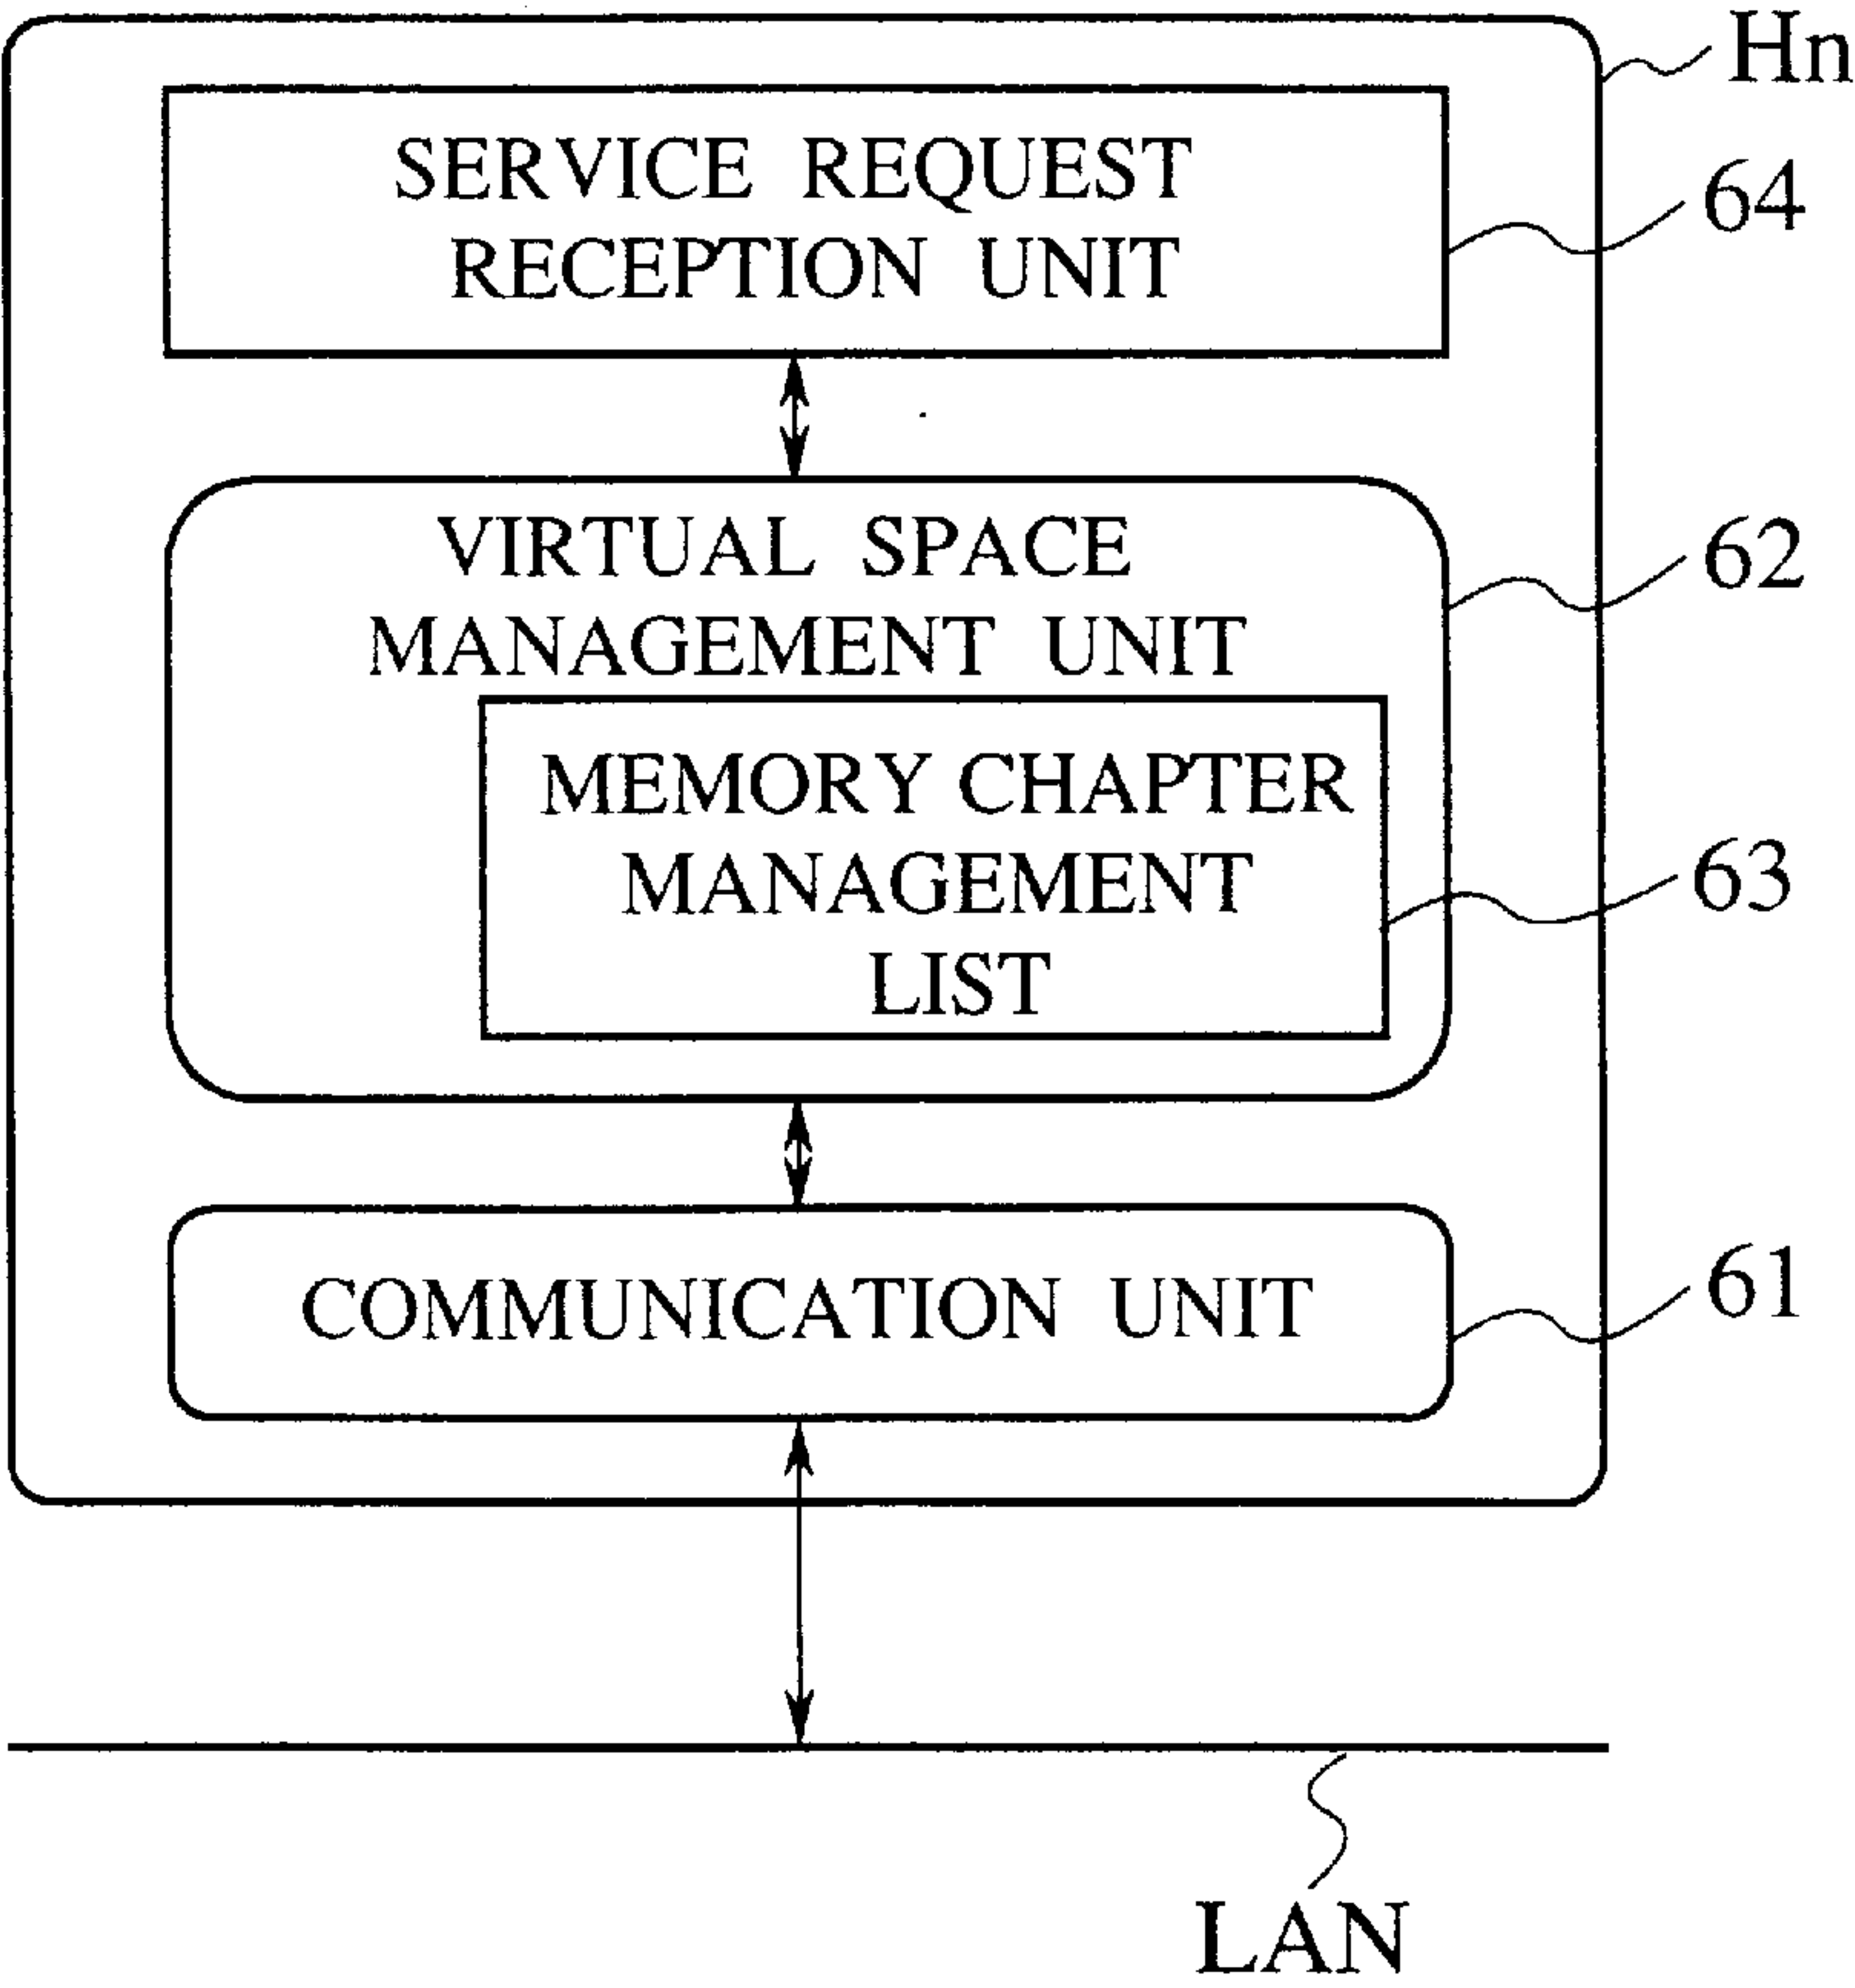 Hn
SERVICE REQUEST
RECEPTION UNIT
64
VIRTUAL SPACE
MANAGEMENT UNIT
62
MEMORY CHAPTER
MANAGEMENT
LIST
63
COMMUNICATION UNIT
61
LAN